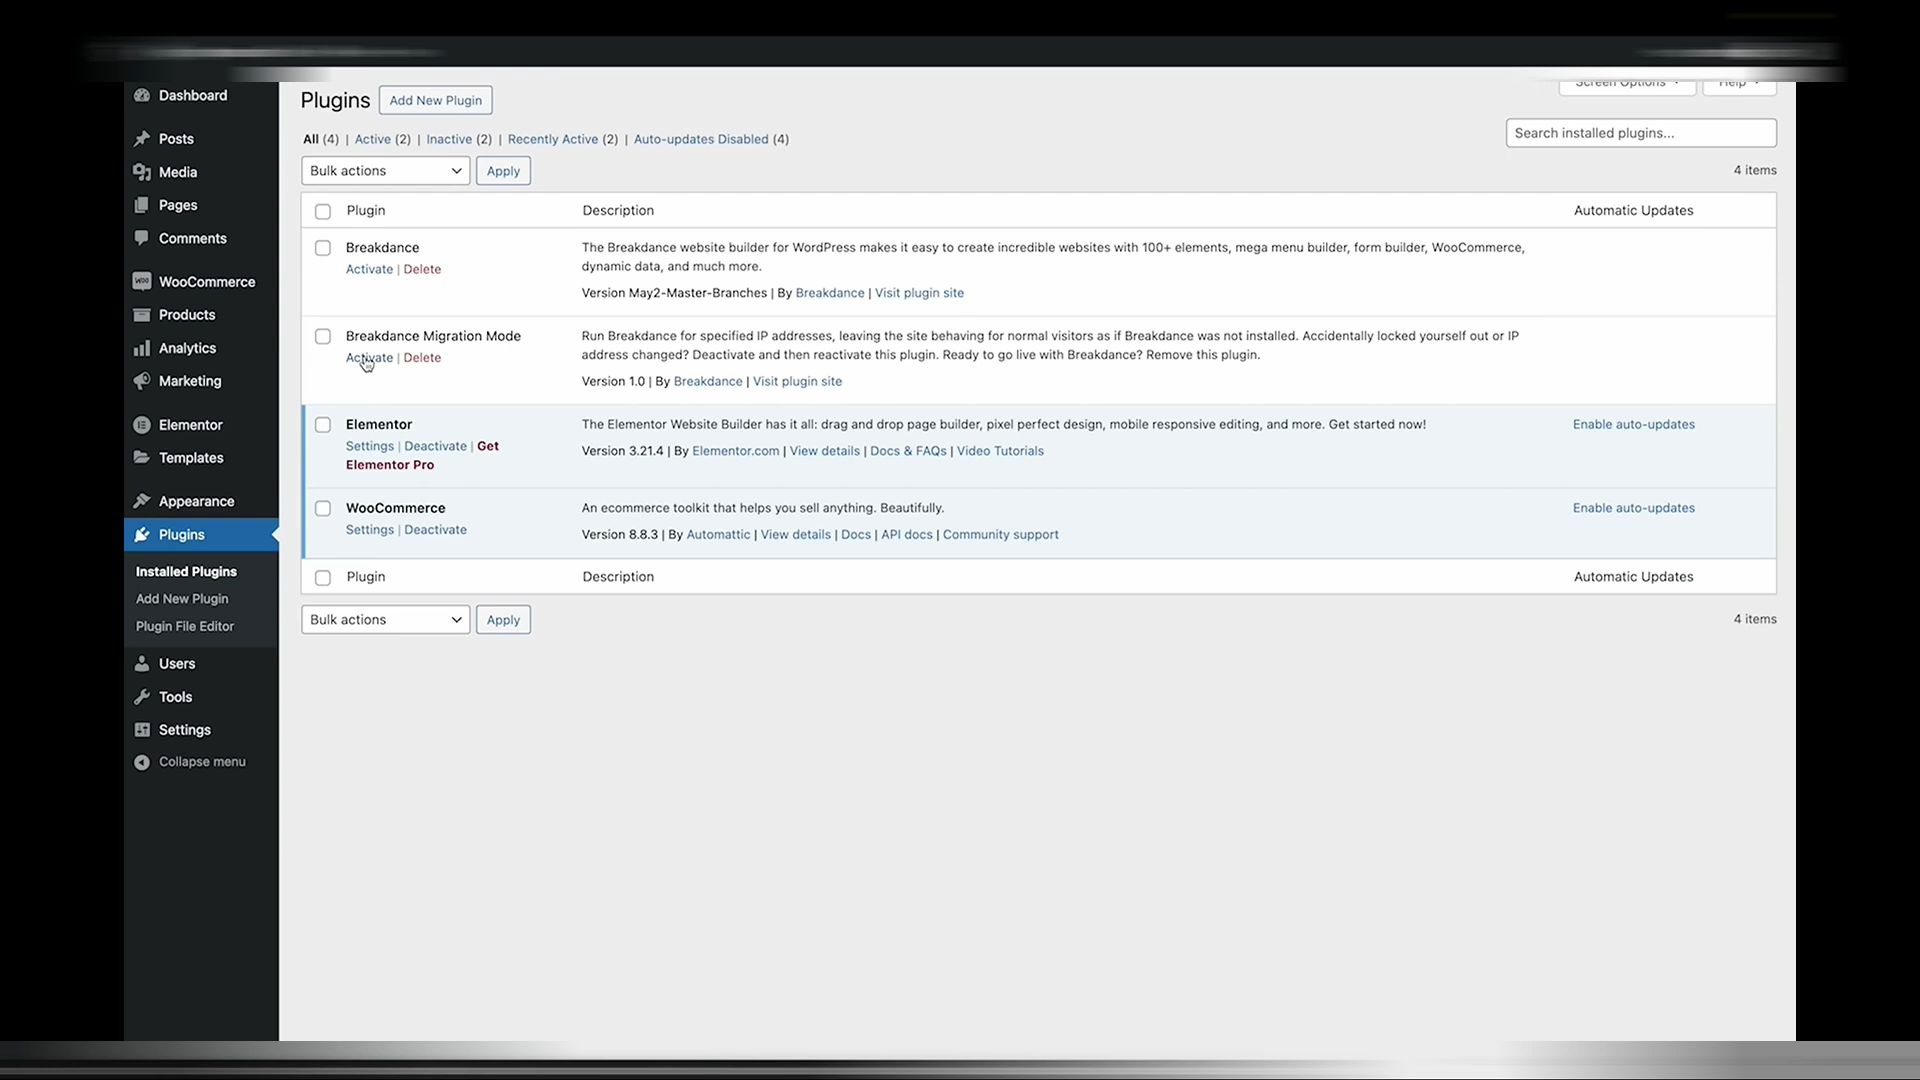 Screen Options
Help
Dashboard
Posts
Media
Pages
Comments
WooCommerce
Products
Analytics
Marketing
Elementor
Templates
Appearance
Plugins
Installed Plugins
Add New Plugin
Plugin File Editor
Users
Tools
Settings
Collapse menu
Plugins
Add New Plugin
All (4) | Active (2) | Inactive (2) | Recently Active (2) | Auto-updates Disabled (4)
Search installed plugins...
Bulk actions
Apply
4 items
Plugin
Description
Automatic Updates
Breakdance
Activate | Delete
The Breakdance website builder for WordPress makes it easy to create incredible websites with 100+ elements, mega menu builder, form builder, WooCommerce,
dynamic data, and much more.
Version May2-Master-Branches | By Breakdance | Visit plugin site
Breakdance Migration Mode
Activate | Delete
Run Breakdance for specified IP addresses, leaving the site behaving for normal visitors as if Breakdance was not installed. Accidentally locked yourself out or IP
address changed? Deactivate and then reactivate this plugin. Ready to go live with Breakdance? Remove this plugin.
Version 1.0 | By Breakdance | Visit plugin site
Elementor
Settings | Deactivate | Get
Elementor Pro
The Elementor Website Builder has it all: drag and drop page builder, pixel perfect design, mobile responsive editing, and more. Get started now!
Version 3.21.4 | By Elementor.com | View details | Docs & FAQs | Video Tutorials
Enable auto-updates
WooCommerce
Settings | Deactivate
An ecommerce toolkit that helps you sell anything. Beautifully.
Version 8.8.3 | By Automattic | View details | Docs | API docs | Community support
Enable auto-updates
Plugin
Description
Automatic Updates
Bulk actions
Apply
4 items